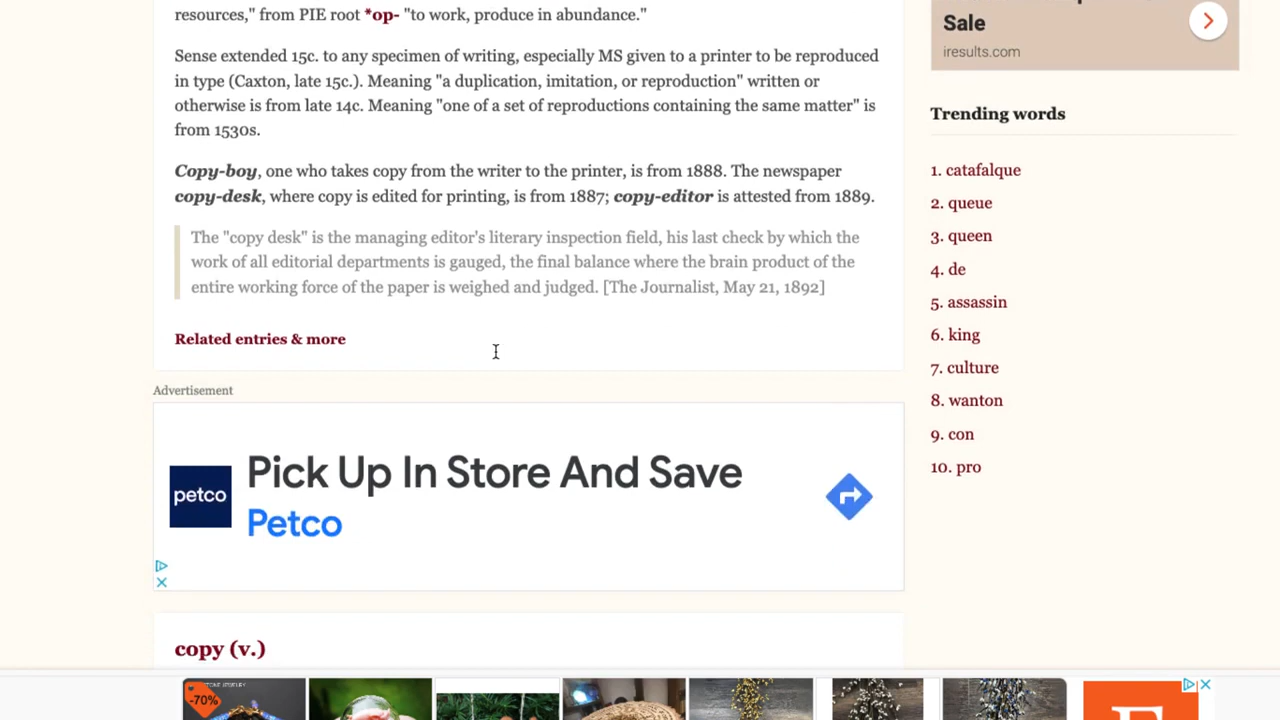 resources," from PIE root *op- "to work, produce in abundance."
Sense extended 15c. to any specimen of writing, especially MS given to a printer to be reproduced
in type (Caxton, late 15c.). Meaning "a duplication, imitation, or reproduction" written or
otherwise is from late 14c. Meaning "one of a set of reproductions containing the same matter" is
from 1530s.
Copy-boy, one who takes copy from the writer to the printer, is from 1888. The newspaper
copy-desk, where copy is edited for printing, is from 1887; copy-editor is attested from 1889.
The "copy desk" is the managing editor's literary inspection field, his last check by which the
work of all editorial departments is gauged, the final balance where the brain product of the
entire working force of the paper is weighed and judged. [The Journalist, May 21, 1892]
Related entries & more
Advertisement
petco
Pick Up In Store And Save
Petco
copy (v.)
Sale
iresults.com
Trending words
1. catafalque
2. queue
3. queen
4. de
5. assassin
6. king
7. culture
8. wanton
9. con
10. pro
-70%